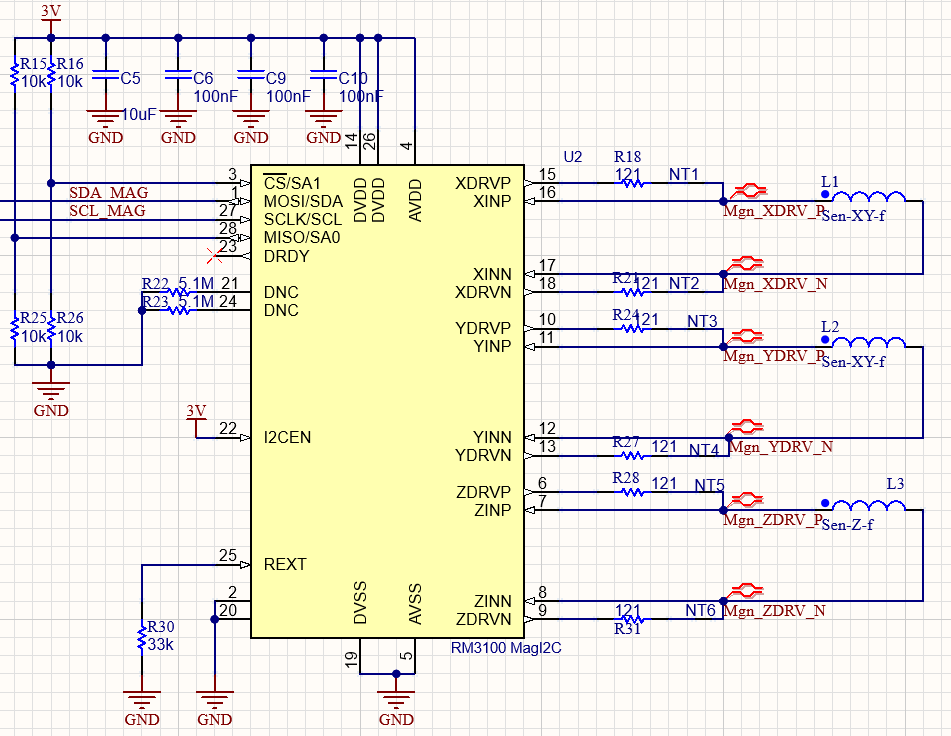 3V
R15 R16
10k 10k
C5 C6 C9 C10
10uF 100nF 100nF 100nF
GND GND GND GND
14 26 4
DVDD DVDD AVDD
3 CS/SA1
SDA_MAG 1 MOSI/SDA
SCL_MAG 27 SCLK/SCL
28 MISO/SA0
23 DRDY
R22 5.1M 21 DNC
R23 5.1M 24 DNC
R25 R26
10k 10k
GND
3V
22 I2CEN
25 REXT
2
20
R30
33k
GND GND
DVSS AVSS
19 5
GND
U2
RM3100 MagI2C
XDRVP 15 R18 121 NT1
XINP 16 Mgn_XDRV_P L1 Sen-XY-f
XINN 17
XDRVN 18 R21 121 NT2 Mgn_XDRV_N
YDRVP 10 R24 121 NT3
YINP 11 Mgn_YDRV_P L2 Sen-XY-f
YINN 12
YDRVN 13 R27 121 NT4 Mgn_YDRV_N
ZDRVP 6 R28 121 NT5
ZINP 7 Mgn_ZDRV_P L3 Sen-Z-f
ZINN 8
ZDRVN 9 121 R31 NT6 Mgn_ZDRV_N